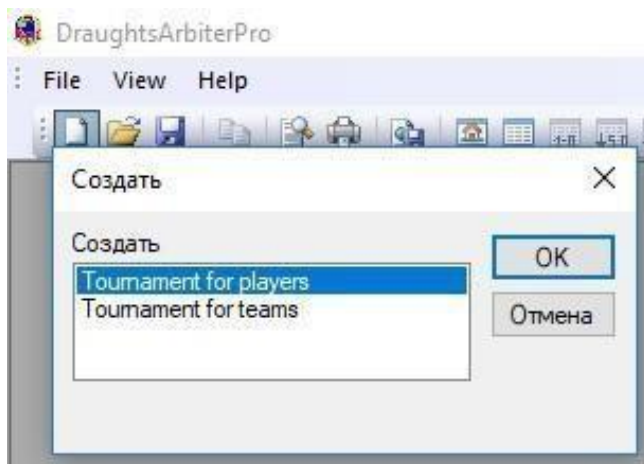 DraughtsArbiterPro
File View Help
Создать
Создать
Tournament for players
Tournament for teams
OK
Отмена